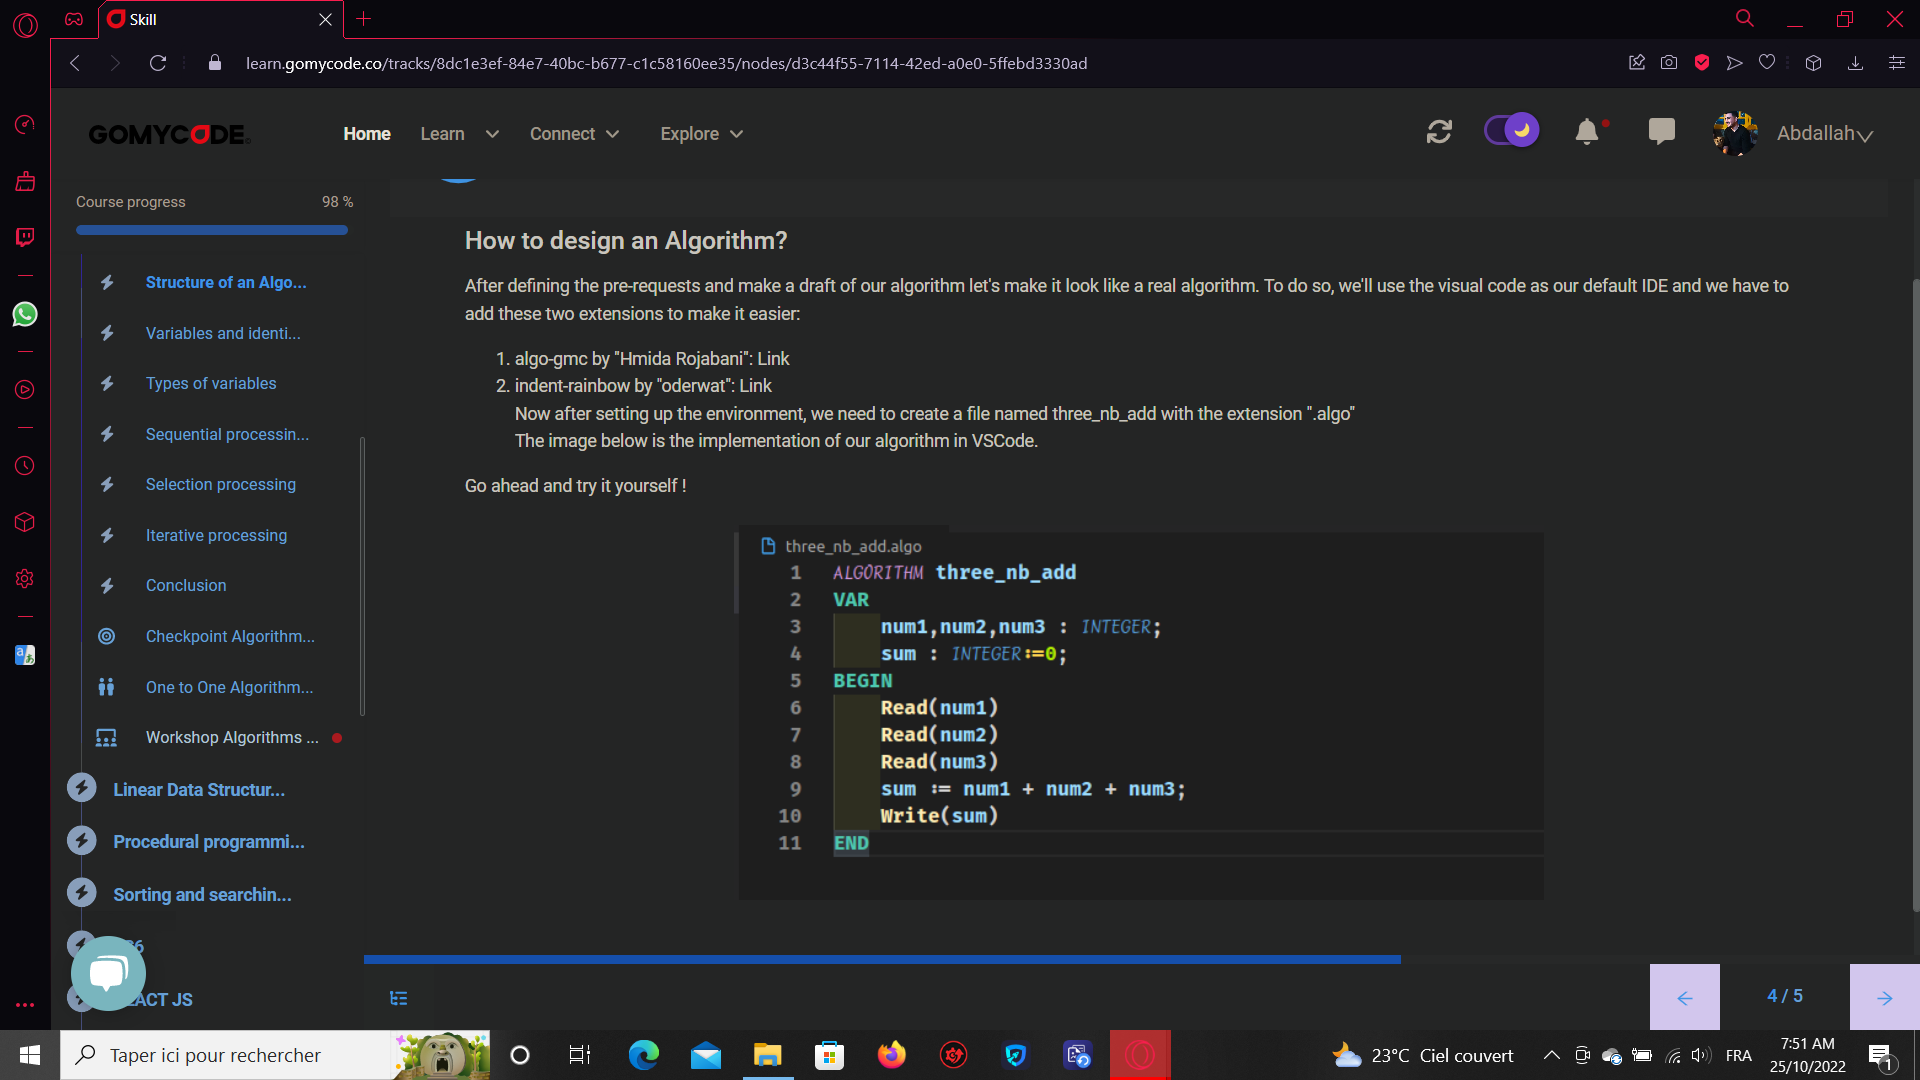 Skill
learn.gomycode.co/tracks/8dc1e3ef-84e7-40bc-b677-c1c58160ee35/nodes/d3c44f55-7114-42ed-a0e0-5ffebd3330ad
GOMYCODE
Home
Learn
Connect
Explore
Abdallah
Course progress
98 %
Structure of an Algo...
Variables and identi...
Types of variables
Sequential processin...
Selection processing
Iterative processing
Conclusion
Checkpoint Algorithm...
One to One Algorithm...
Workshop Algorithms ...
Linear Data Structur...
Procedural programmi...
Sorting and searchin...
How to design an Algorithm?
After defining the pre-requests and make a draft of our algorithm let's make it look like a real algorithm. To do so, we'll use the visual code as our default IDE and we have to
add these two extensions to make it easier:
1. algo-gmc by "Hmida Rojabani": Link
2. indent-rainbow by "oderwat": Link
Now after setting up the environment, we need to create a file named three_nb_add with the extension ".algo"
The image below is the implementation of our algorithm in VSCode.
Go ahead and try it yourself !
three_nb_add.algo
1 ALGORITHM three_nb_add
2 VAR
3 num1,num2,num3 : INTEGER;
4 sum : INTEGER:=0;
5 BEGIN
6 Read(num1)
7 Read(num2)
8 Read(num3)
9 sum := num1 + num2 + num3;
10 Write(sum)
11 END
4 / 5
Taper ici pour rechercher
23°C Ciel couvert
FRA
7:51 AM
25/10/2022
1